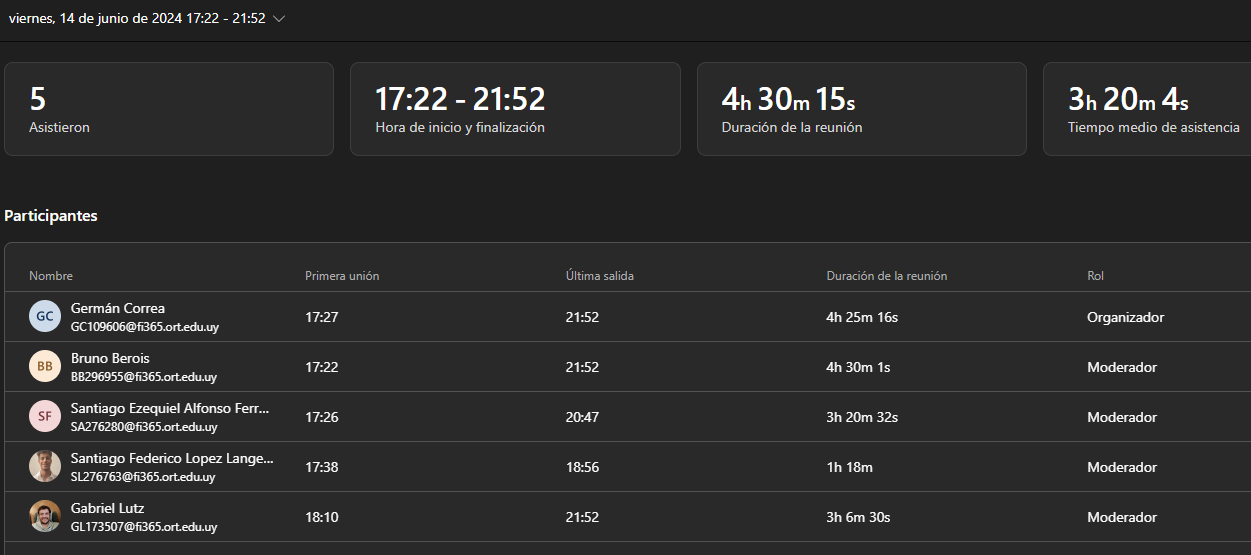 viernes, 14 de junio de 2024 17:22 - 21:52
5
Asistieron
17:22 - 21:52
Hora de inicio y finalización
4h 30m 15s
Duración de la reunión
3h 20m 4s
Tiempo medio de asistencia
Participantes
Nombre Primera unión Última salida Duración de la reunión Rol
GC Germán Correa 17:27 21:52 4h 25m 16s Organizador
GC109606@fi365.ort.edu.uy
BB Bruno Berois 17:22 21:52 4h 30m 1s Moderador
BB296955@fi365.ort.edu.uy
SF Santiago Ezequiel Alfonso Ferr... 17:26 20:47 3h 20m 32s Moderador
SA276280@fi365.ort.edu.uy
Santiago Federico Lopez Lange... 17:38 18:56 1h 18m Moderador
SL276763@fi365.ort.edu.uy
Gabriel Lutz 18:10 21:52 3h 6m 30s Moderador
GL173507@fi365.ort.edu.uy